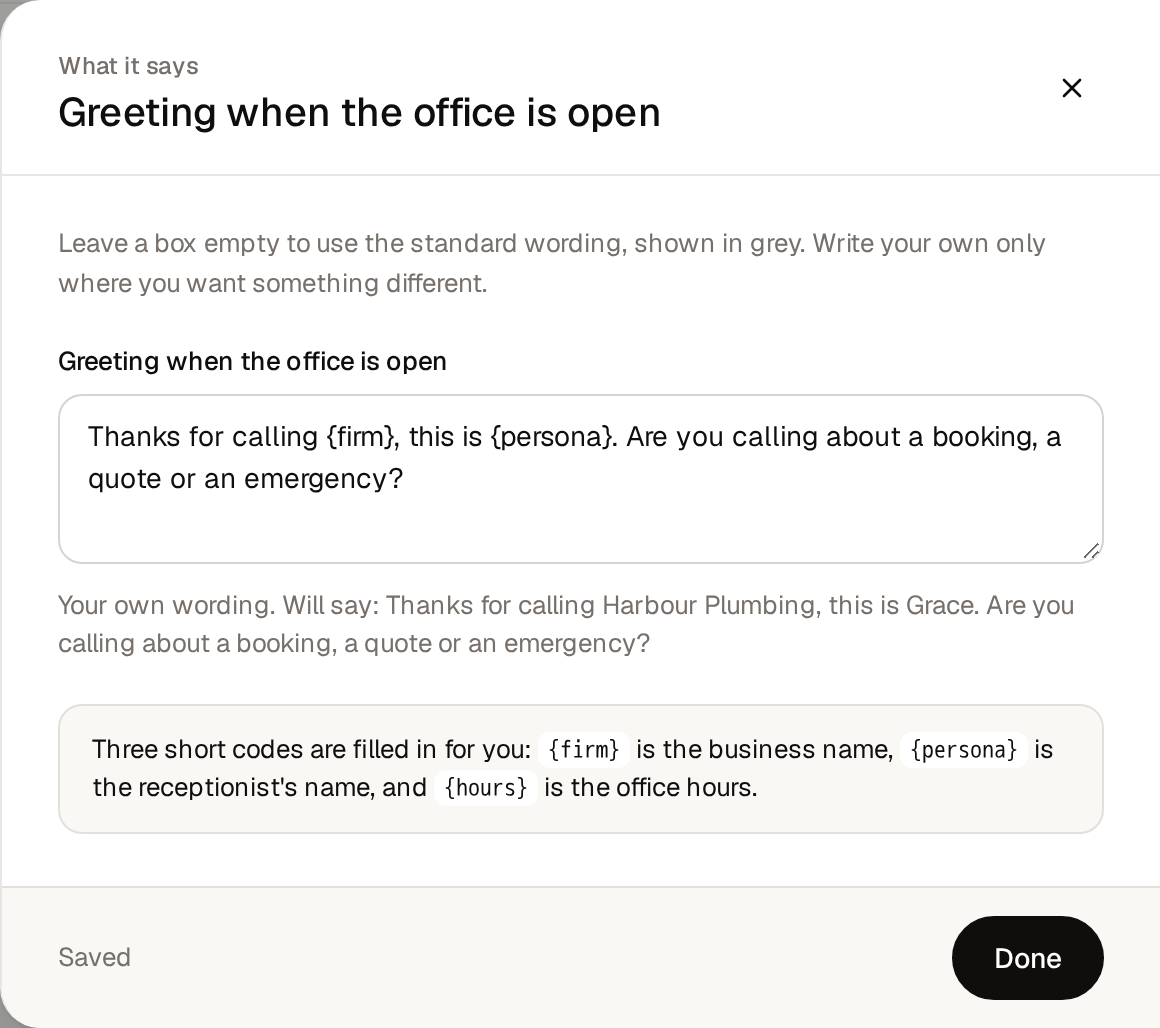 What it says
Greeting when the office is open
Leave a box empty to use the standard wording, shown in grey. Write your own only
where you want something different.
Greeting when the office is open
Thanks for calling {firm}, this is {persona}. Are you calling about a booking, a
quote or an emergency?
Your own wording. Will say: Thanks for calling Harbour Plumbing, this is Grace. Are you
calling about a booking, a quote or an emergency?
Three short codes are filled in for you: {firm} is the business name, {persona} is
the receptionist's name, and {hours} is the office hours.
Saved
Done